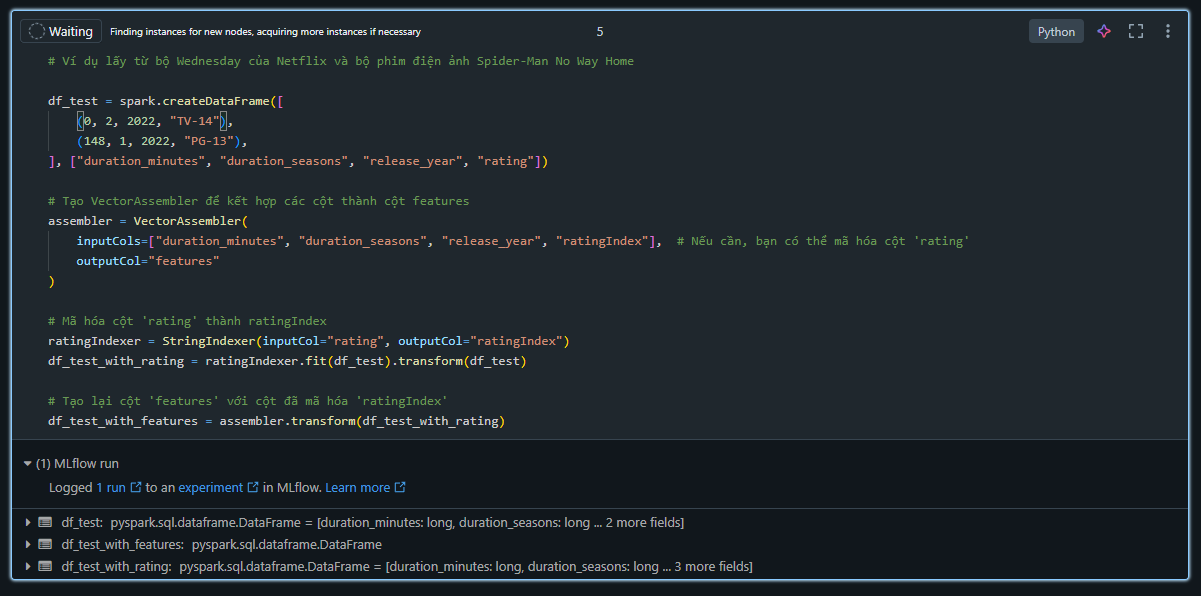 Waiting Finding instances for new nodes, acquiring more instances if necessary 5 Python
# Ví dụ lấy từ bộ Wednesday của Netflix và bộ phim điện ảnh Spider-Man No Way Home
df_test = spark.createDataFrame([
(0, 2, 2022, "TV-14"),
(148, 1, 2022, "PG-13"),
], ["duration_minutes", "duration_seasons", "release_year", "rating"])
# Tạo VectorAssembler để kết hợp các cột thành cột features
assembler = VectorAssembler(
inputCols=["duration_minutes", "duration_seasons", "release_year", "ratingIndex"],  # Nếu cần, bạn có thể mã hóa cột 'rating'
outputCol="features"
)
# Mã hóa cột 'rating' thành ratingIndex
ratingIndexer = StringIndexer(inputCol="rating", outputCol="ratingIndex")
df_test_with_rating = ratingIndexer.fit(df_test).transform(df_test)
# Tạo lại cột 'features' với cột đã mã hóa 'ratingIndex'
df_test_with_features = assembler.transform(df_test_with_rating)
(1) MLflow run
Logged 1 run to an experiment in MLflow. Learn more
df_test: pyspark.sql.dataframe.DataFrame = [duration_minutes: long, duration_seasons: long ... 2 more fields]
df_test_with_features: pyspark.sql.dataframe.DataFrame
df_test_with_rating: pyspark.sql.dataframe.DataFrame = [duration_minutes: long, duration_seasons: long ... 3 more fields]